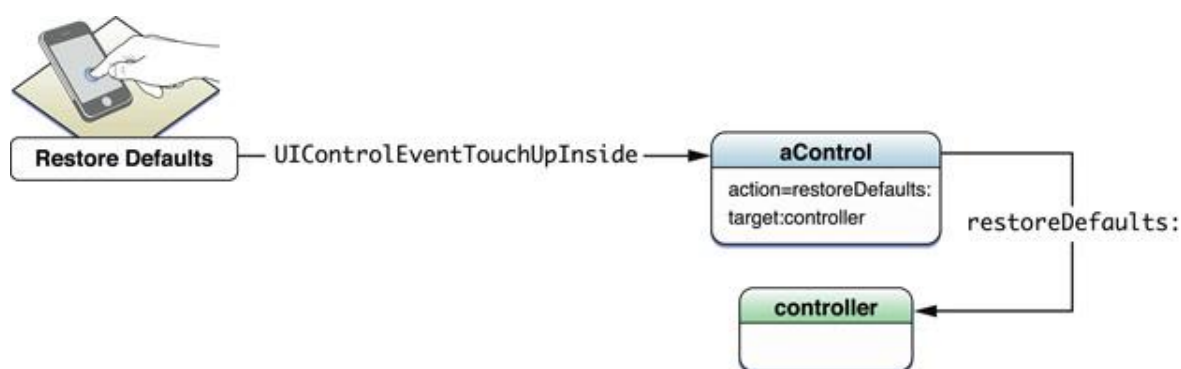 Restore Defaults
UIControlEventTouchUpInside
aControl
action=restoreDefaults:
target:controller
restoreDefaults:
controller